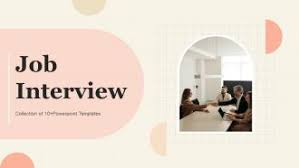 Job
Interview
Collection of 10+Powerpoint Templates